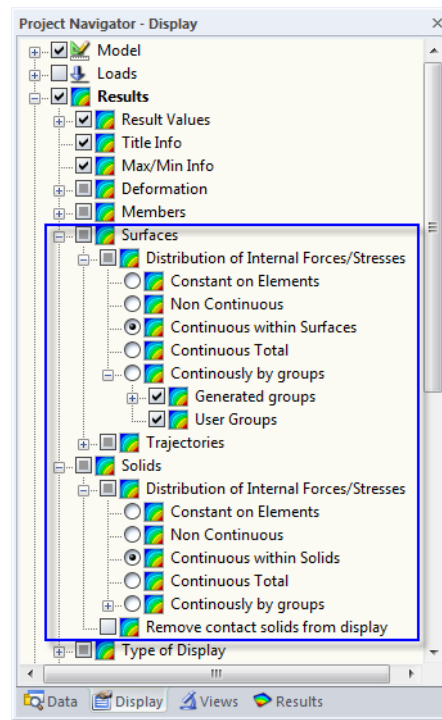 Project Navigator - Display
Model
Loads
Results
Result Values
Title Info
Max/Min Info
Deformation
Members
Surfaces
Distribution of Internal Forces/Stresses
Constant on Elements
Non Continuous
Continuous within Surfaces
Continuous Total
Continously by groups
Generated groups
User Groups
Trajectories
Solids
Distribution of Internal Forces/Stresses
Constant on Elements
Non Continuous
Continuous within Solids
Continuous Total
Continously by groups
Remove contact solids from display
Type of Display
Data Display Views Results